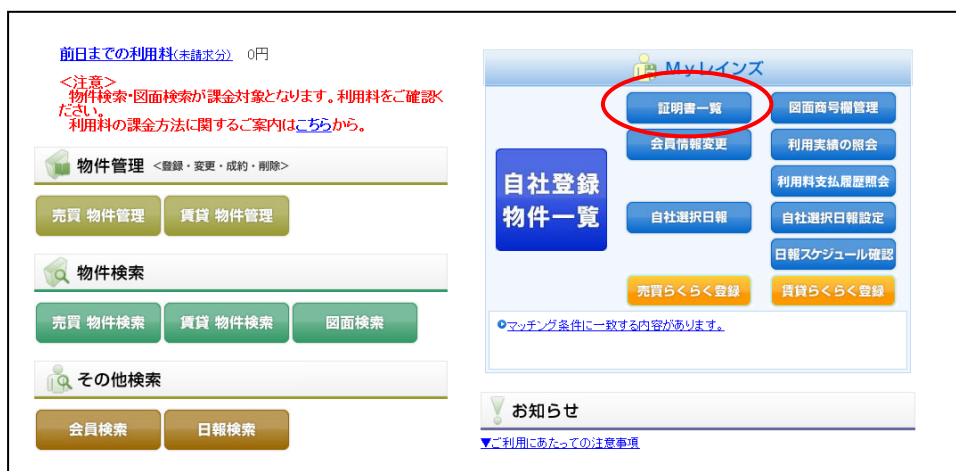 前日までの利用料(未請求分) 0円
<注意>
物件検索・図面検索が課金対象となります。利用料をご確認く
ださい。
利用料の課金方法に関するご案内はこちらから。
物件管理 <登録・変更・成約・削除>
売買 物件管理 賃貸 物件管理
物件検索
売買 物件検索 賃貸 物件検索 図面検索
その他検索
会員検索 日報検索
Myレインズ
自社登録
物件一覧
証明書一覧 図面商号欄管理
会員情報変更 利用実績の照会
利用料支払履歴照会
自社選択日報 自社選択日報設定
日報スケジュール確認
売買らくらく登録 賃貸らくらく登録
マッチング条件に一致する内容があります。
お知らせ
▼ご利用にあたっての注意事項